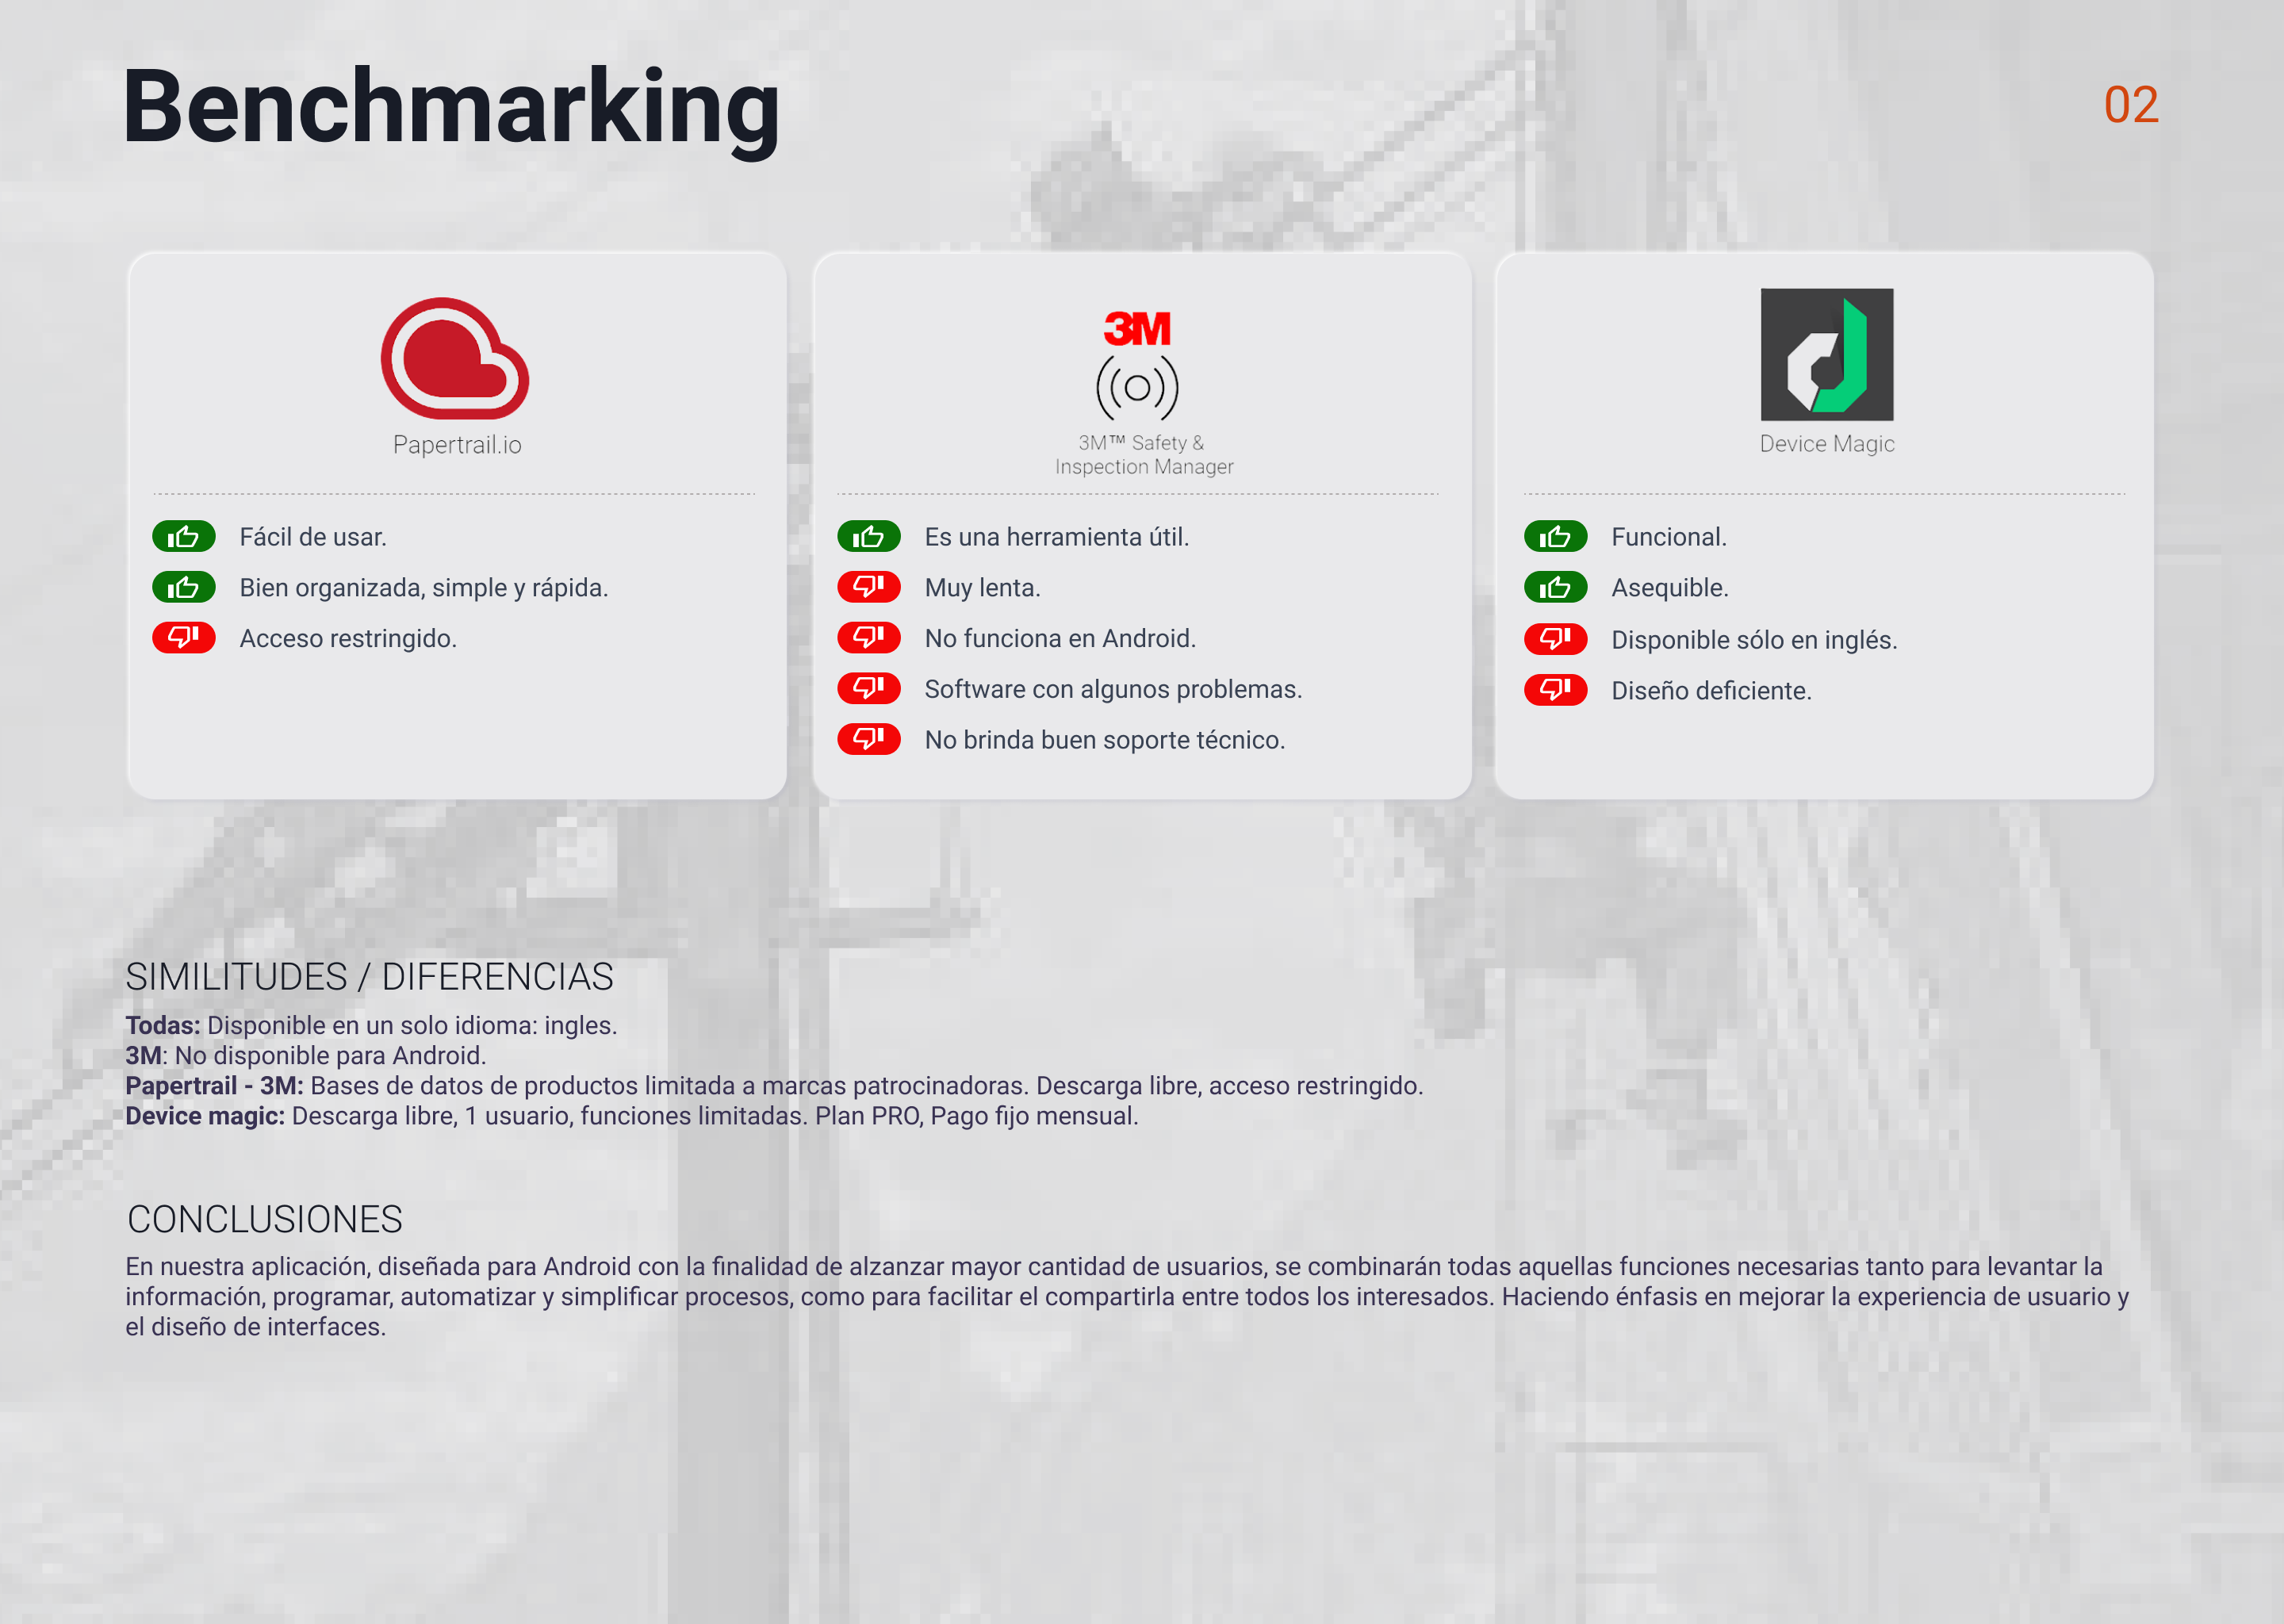 Benchmarking
02
Papertrail.io
Fácil de usar.
Bien organizada, simple y rápida.
Acceso restringido.
3M
3M™ Safety &
Inspection Manager
Es una herramienta útil.
Muy lenta.
No funciona en Android.
Software con algunos problemas.
No brinda buen soporte técnico.
Device Magic
Funcional.
Asequible.
Disponible sólo en inglés.
Diseño deficiente.
SIMILITUDES / DIFERENCIAS
Todas: Disponible en un solo idioma: ingles.
3M: No disponible para Android.
Papertrail - 3M: Bases de datos de productos limitada a marcas patrocinadoras. Descarga libre, acceso restringido.
Device magic: Descarga libre, 1 usuario, funciones limitadas. Plan PRO, Pago fijo mensual.
CONCLUSIONES
En nuestra aplicación, diseñada para Android con la finalidad de alzanzar mayor cantidad de usuarios, se combinarán todas aquellas funciones necesarias tanto para levantar la
información, programar, automatizar y simplificar procesos, como para facilitar el compartirla entre todos los interesados. Haciendo énfasis en mejorar la experiencia de usuario y
el diseño de interfaces.